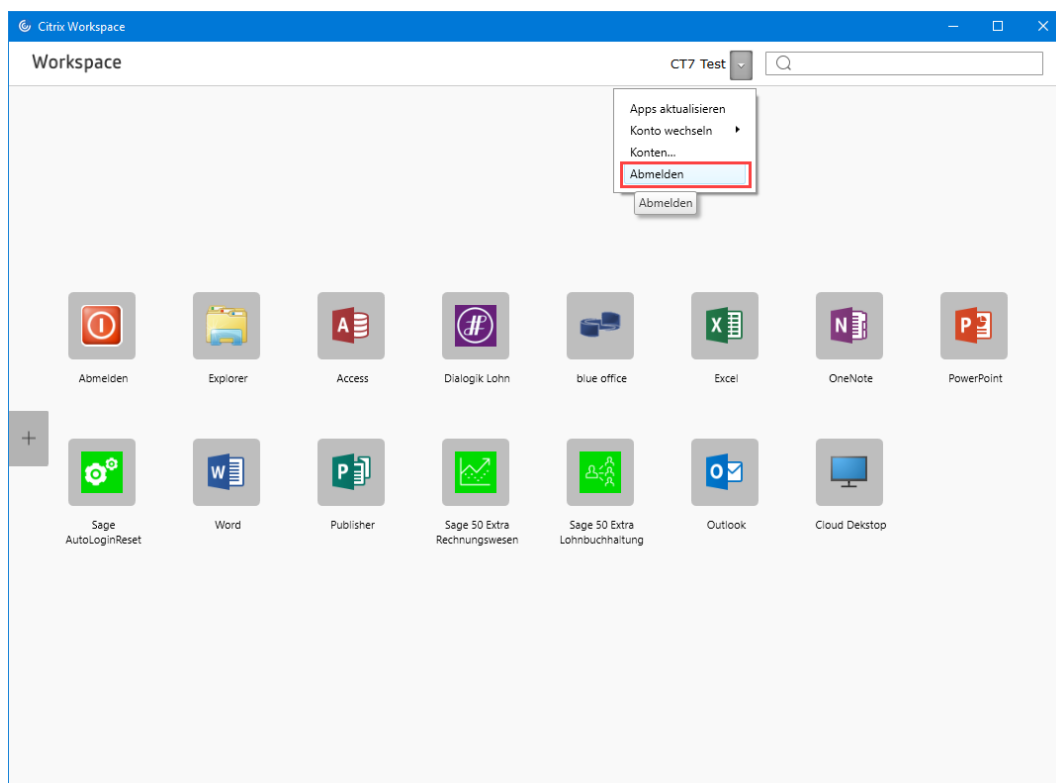 Citrix Workspace
Workspace
CT7 Test
Apps aktualisieren
Konto wechseln
Konten...
Abmelden
Abmelden
Abmelden
Explorer
Access
Dialogik Lohn
blue office
Excel
OneNote
PowerPoint
Sage
AutoLoginReset
Word
Publisher
Sage 50 Extra
Rechnungswesen
Sage 50 Extra
Lohnbuchhaltung
Outlook
Cloud Dekstop